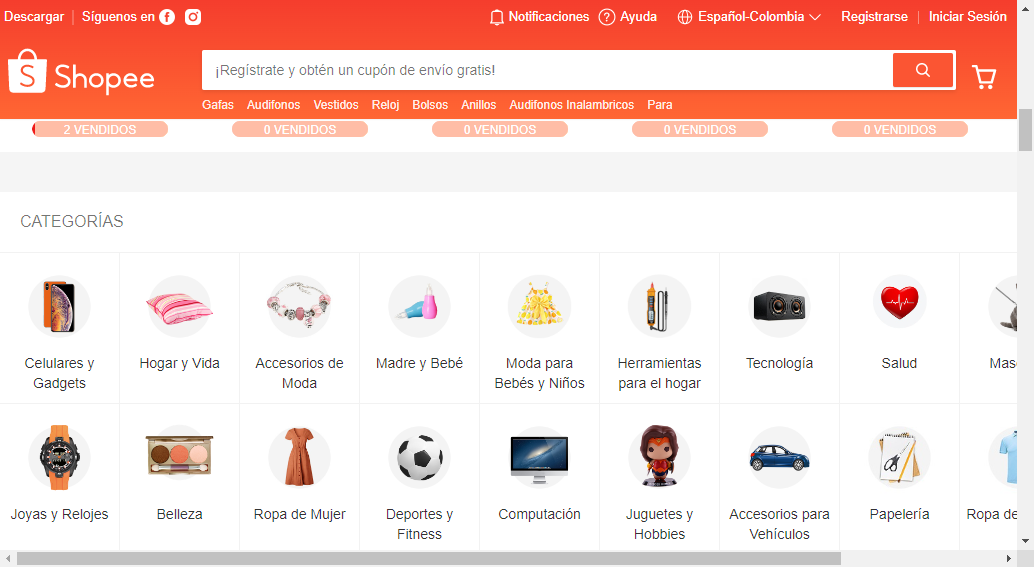 Descargar Síguenos en Notificaciones Ayuda Español-Colombia Registrarse Iniciar Sesión
Shopee
¡Regístrate y obtén un cupón de envío gratis!
Gafas Audifonos Vestidos Reloj Bolsos Anillos Audifonos Inalambricos Para
2 VENDIDOS 0 VENDIDOS 0 VENDIDOS 0 VENDIDOS 0 VENDIDOS
CATEGORÍAS
Celulares y
Gadgets
Hogar y Vida
Accesorios de
Moda
Madre y Bebé
Moda para
Bebés y Niños
Herramientas
para el hogar
Tecnología
Salud
Mas
Joyas y Relojes
Belleza
Ropa de Mujer
Deportes y
Fitness
Computación
Juguetes y
Hobbies
Accesorios para
Vehículos
Papelería
Ropa de